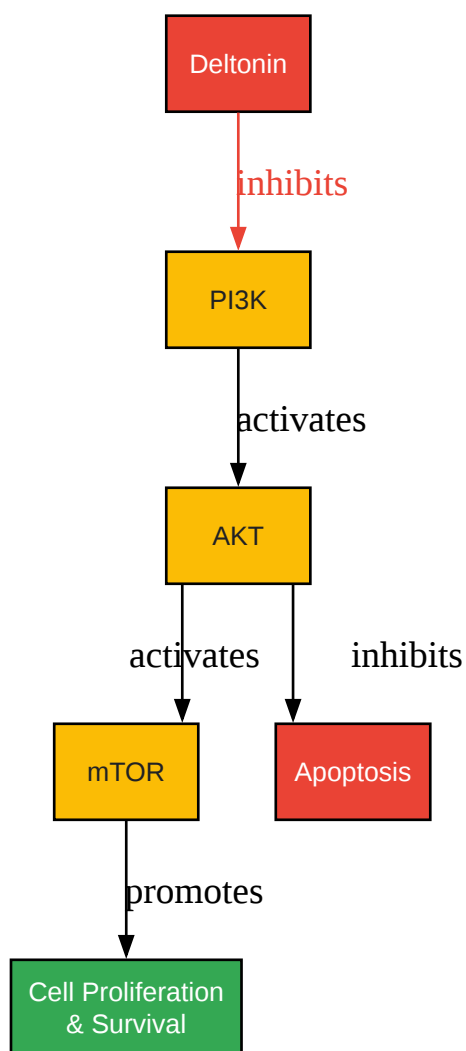 Deltonin
inhibits
PI3K
activates
AKT
activates
inhibits
mTOR
Apoptosis
promotes
Cell Proliferation
& Survival